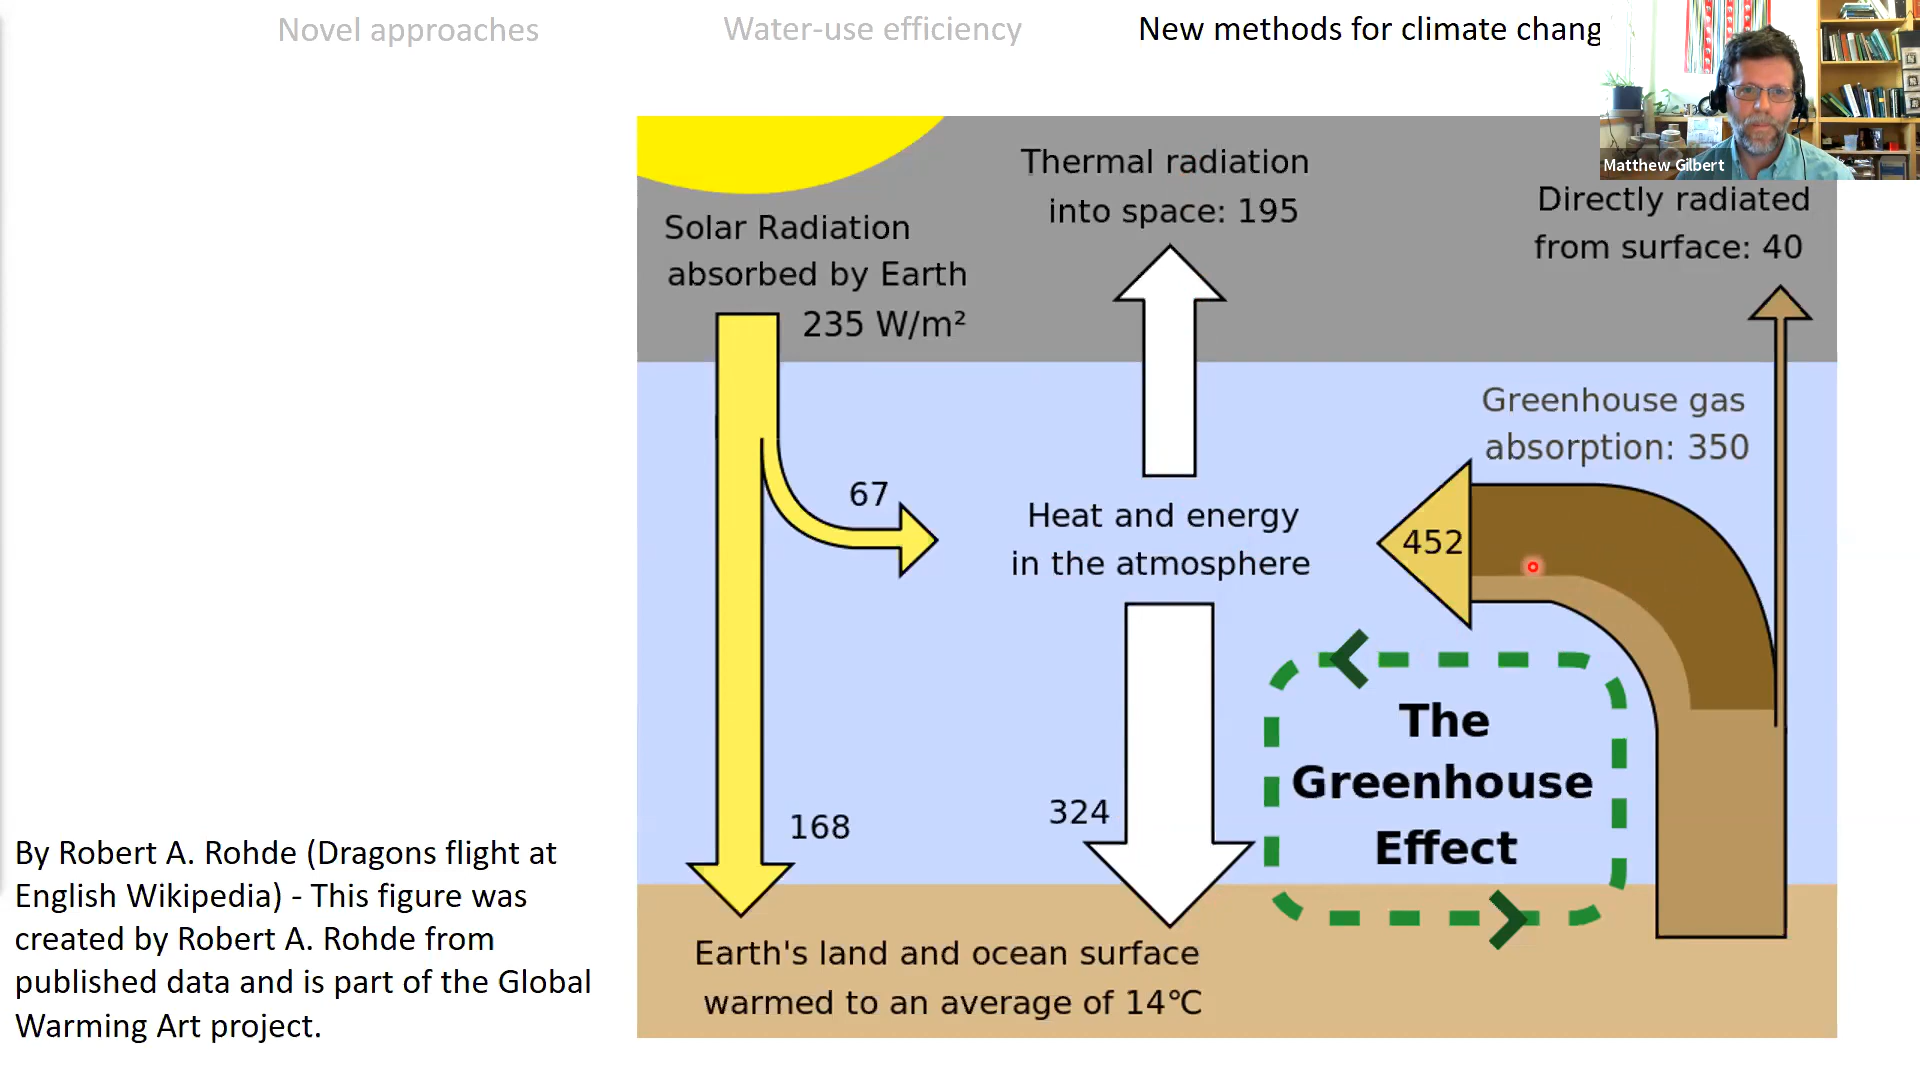 Novel approaches
Water-use efficiency
New methods for climate chang
Matthew Gilbert
Thermal radiation
into space: 195
Directly radiated
from surface: 40
Solar Radiation
absorbed by Earth
235 W/m²
Greenhouse gas
absorption: 350
67
Heat and energy
in the atmosphere
452
The
Greenhouse
Effect
168
324
Earth's land and ocean surface
warmed to an average of 14°C
By Robert A. Rohde (Dragons flight at
English Wikipedia) - This figure was
created by Robert A. Rohde from
published data and is part of the Global
Warming Art project.